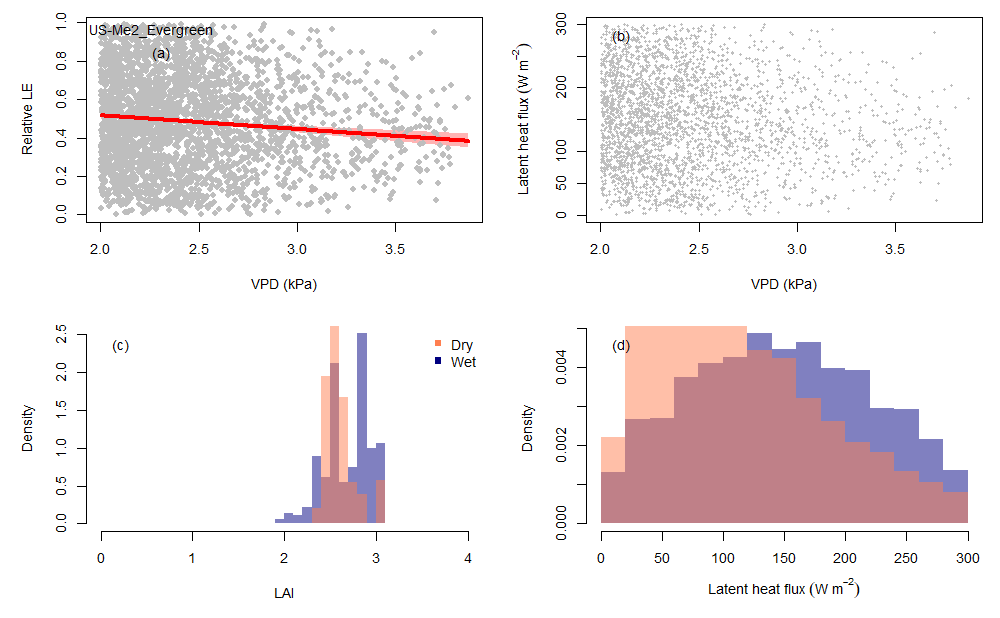 US-Me2_Evergreen
(a)
Relative LE
0.0 0.2 0.4 0.6 0.8 1.0
2.0 2.5 3.0 3.5
VPD (kPa)
(b)
Latent heat flux (W m−2)
0 50 100 200 300
2.0 2.5 3.0 3.5
VPD (kPa)
(c)
Dry
Wet
Density
0.0 0.5 1.0 1.5 2.0 2.5
0 1 2 3 4
LAI
(d)
Density
0.000 0.002 0.004
0 50 100 150 200 250 300
Latent heat flux (W m−2)